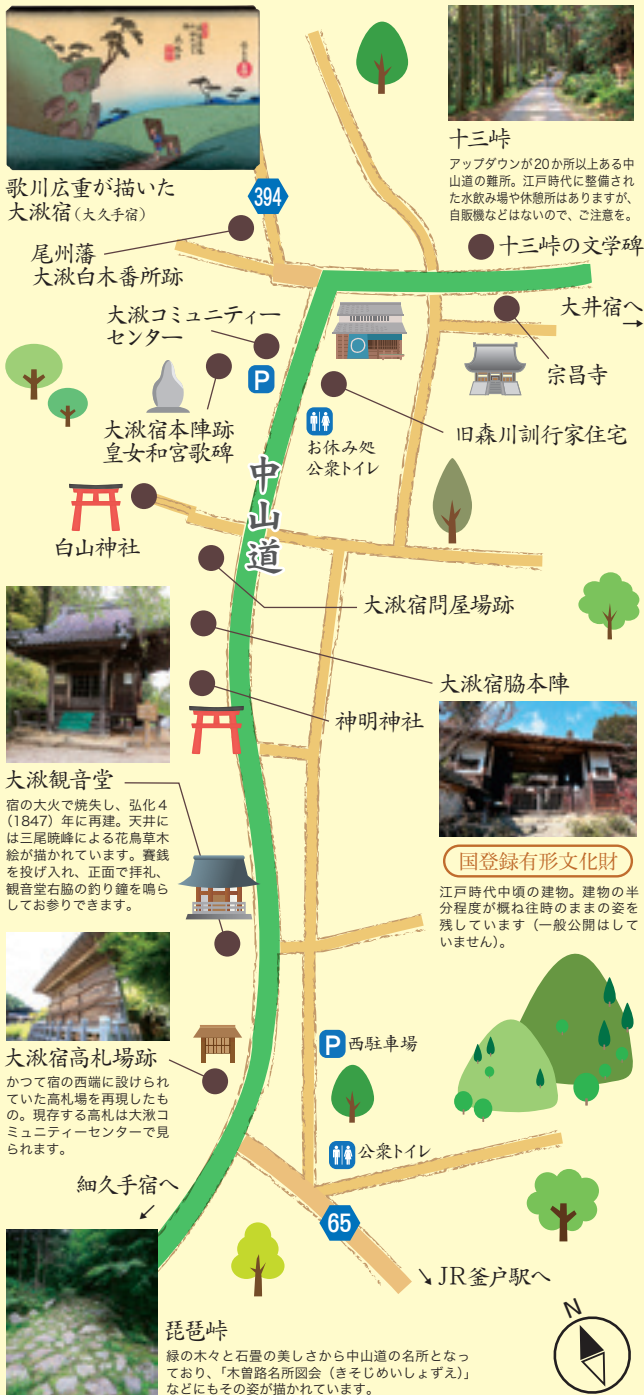 歌川広重が描いた
大湫宿（大久手宿）
394
尾州藩
大湫白木番所跡
十三峠
アップダウンが20か所以上ある中
山道の難所。江戸時代に整備され
た水飲み場や休憩所はありますが、
自販機などはないので、ご注意を。
十三峠の文学碑
大井宿へ
→
宗昌寺
大湫コミュニティー
センター
P
大湫宿本陣跡
皇女和宮歌碑
お休み処
公衆トイレ
旧森川訓行家住宅
中山道
白山神社
大湫宿問屋場跡
大湫宿脇本陣
神明神社
大湫観音堂
宿の大火で焼失し、弘化4
（1847）年に再建。天井に
は三尾暁峰による花鳥草木
絵が描かれています。賽銭
を投げ入れ、正面で拝礼、
観音堂右脇の釣り鐘を鳴ら
してお参りできます。
国登録有形文化財
江戸時代中頃の建物。建物の半
分程度が概ね往時のままの姿を
残しています（一般公開はして
いません）。
大湫宿高札場跡
かつて宿の西端に設けられ
ていた高札場を再現したも
の。現存する高札は大湫コ
ミュニティーセンターで見
られます。
P 西駐車場
公衆トイレ
細久手宿へ
↙
65
↘JR釜戸駅へ
琵琶峠
緑の木々と石畳の美しさから中山道の名所となっ
ており、「木曽路名所図会（きそじめいしょずえ）」
などにもその姿が描かれています。
N